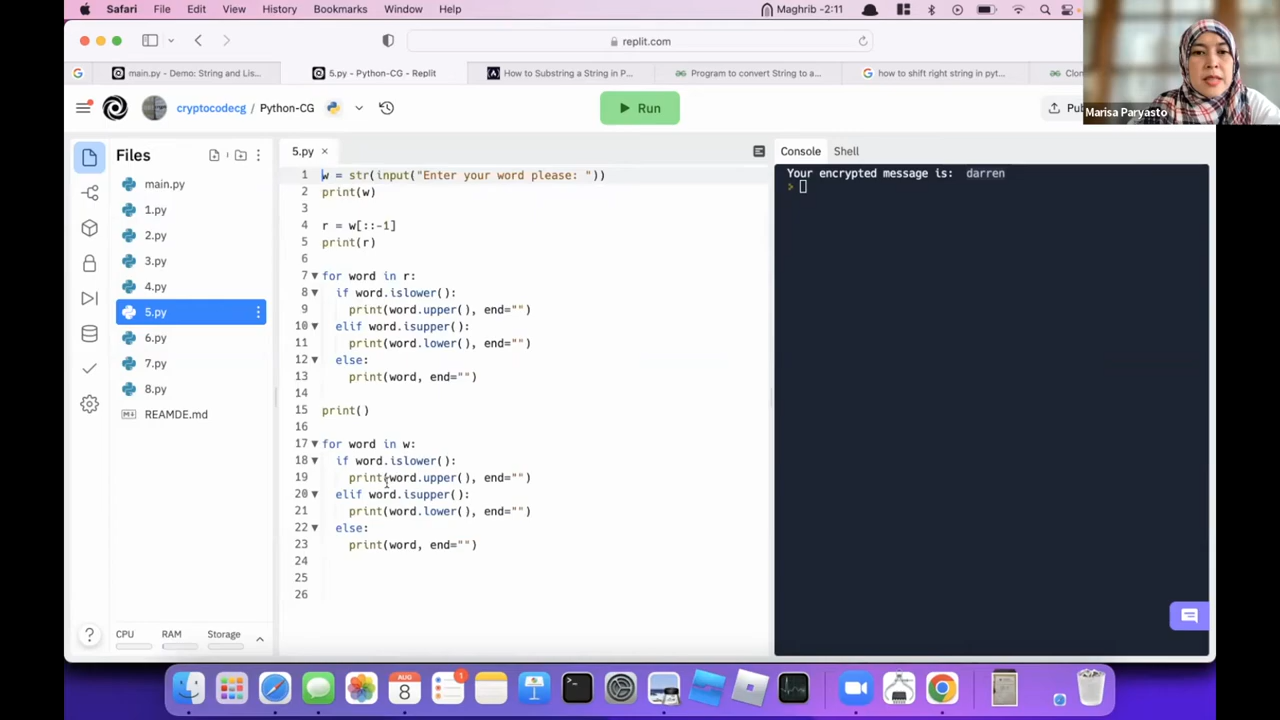 Safari File Edit View History Bookmarks Window Help Maghrib -2:11
replit.com
main.py - Demo: String and Lis... 5.py - Python-CG - Replit How to Substring a String in P... Program to convert String to a... how to shift right string in pyt... Clon
cryptocodecg / Python-CG Run Pu
Marisa Paryasto
Files
main.py
1.py
2.py
3.py
4.py
5.py
6.py
7.py
8.py
REAMDE.md
CPU RAM Storage
5.py
1 w = str(input("Enter your word please: "))
2 print(w)
3
4 r = w[::-1]
5 print(r)
6
7 for word in r:
8 if word.islower():
9 print(word.upper(), end="")
10 elif word.isupper():
11 print(word.lower(), end="")
12 else:
13 print(word, end="")
14
15 print()
16
17 for word in w:
18 if word.islower():
19 print(word.upper(), end="")
20 elif word.isupper():
21 print(word.lower(), end="")
22 else:
23 print(word, end="")
24
25
26
Console Shell
Your encrypted message is: darren
>
AUG
8
1